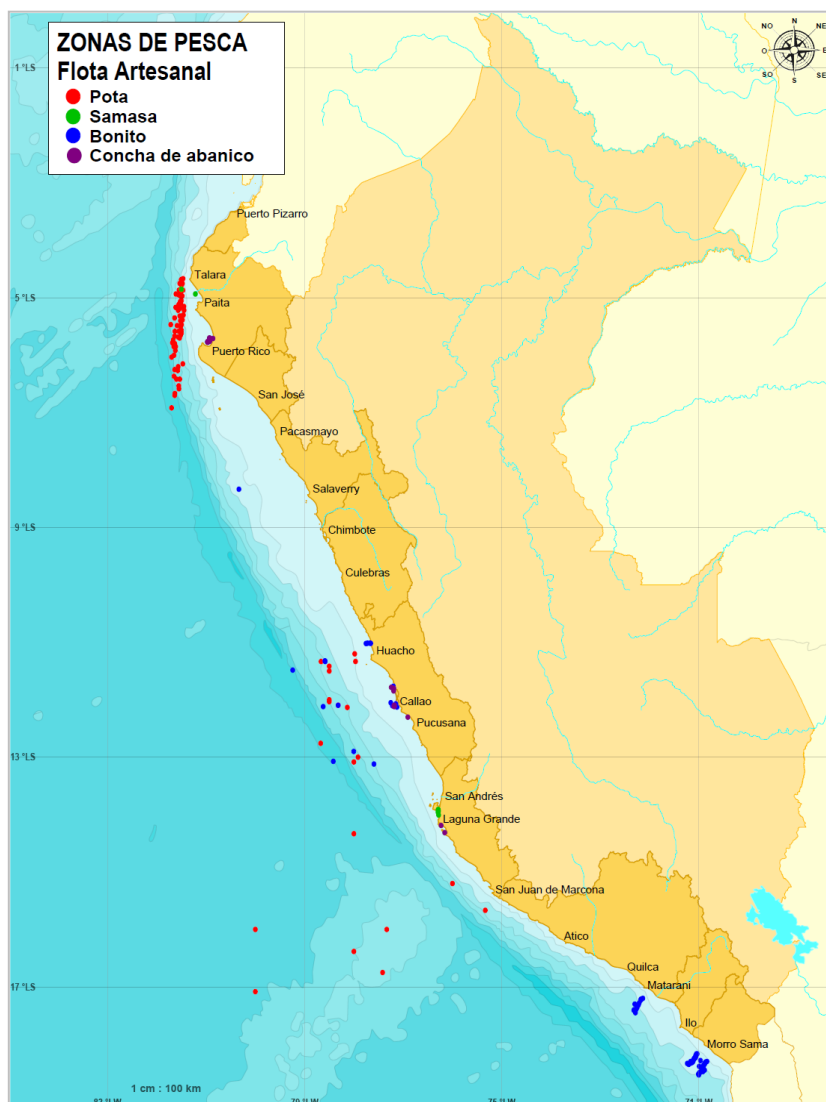 ZONAS DE PESCA
Flota Artesanal
Pota
Samasa
Bonito
Concha de abanico
N
NO
NE
O
E
SO
SE
S
1 °LS
Puerto Pizarro
Talara
5 °LS
Paita
Puerto Rico
San José
Pacasmayo
Salaverry
9 °LS
Chimbote
Culebras
Huacho
Callao
Pucusana
13 °LS
San Andrés
Laguna Grande
San Juan de Marcona
Atico
Quilca
17 °LS
Matarani
Ilo
Morro Sama
1 cm : 100 km